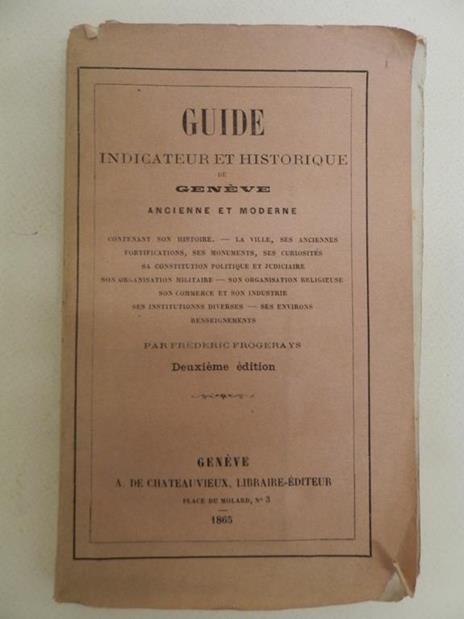 GUIDE
INDICATEUR ET HISTORIQUE
DE
GENÈVE
ANCIENNE ET MODERNE
CONTENANT SON HISTOIRE. — LA VILLE, SES ANCIENNES
FORTIFICATIONS, SES MONUMENTS, SES CURIOSITÉS
SA CONSTITUTION POLITIQUE ET JUDICIAIRE
SON ORGANISATION MILITAIRE — SON ORGANISATION RELIGIEUSE
SON COMMERCE ET SON INDUSTRIE
SES INSTITUTIONNS DIVERSES — SES ENVIRONS
RENSEIGNEMENTS
PAR FRÉDÉRIC FROGERAYS
Deuxième édition
GENÈVE
A. DE CHATEAUVIEUX, LIBRAIRE-ÉDITEUR
PLACE DU MOLARD, N° 3
1865